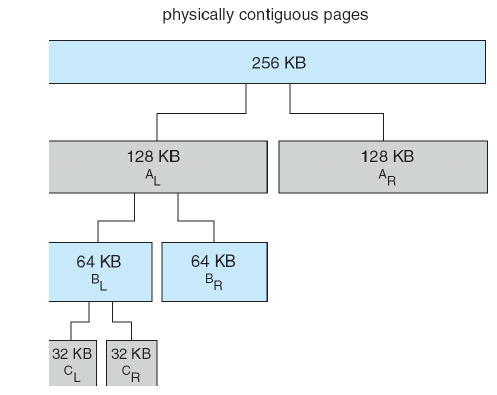 physically contiguous pages
256 KB
128 KB
A_L
128 KB
A_R
64 KB
B_L
64 KB
B_R
32 KB
C_L
32 KB
C_R